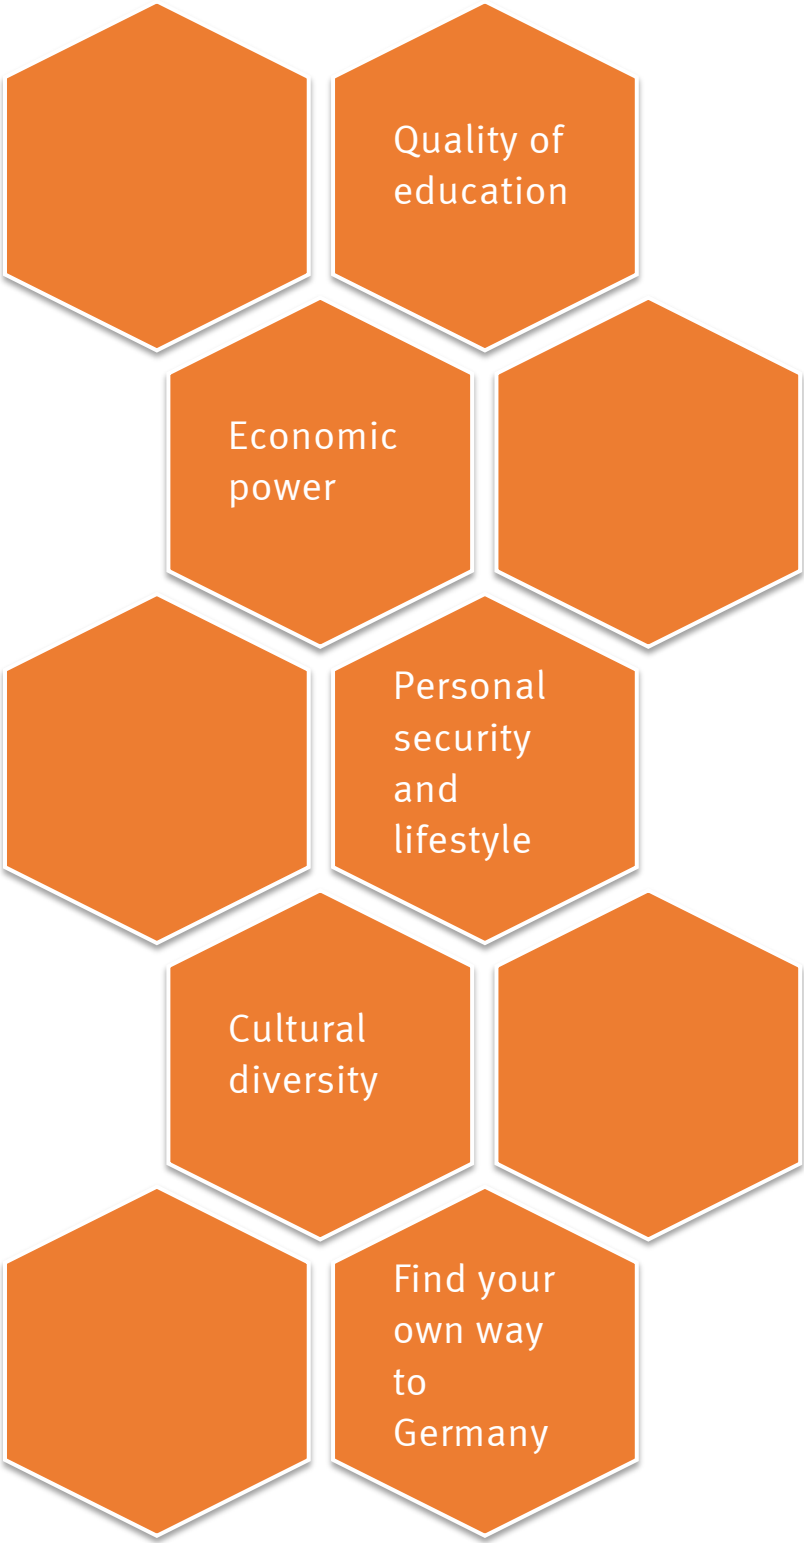 Quality of
education
Economic
power
Personal
security
and
lifestyle
Cultural
diversity
Find your
own way
to
Germany